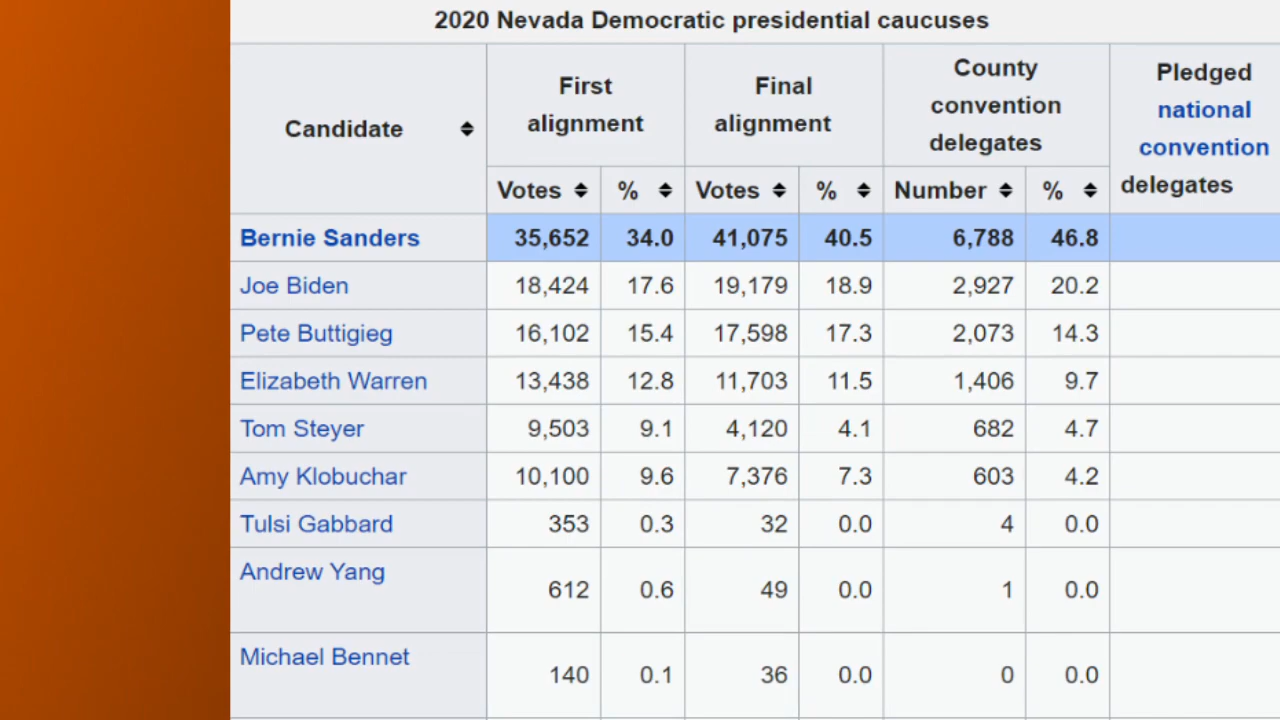 2020 Nevada Democratic presidential caucuses
Candidate
First
alignment
Final
alignment
County
convention
delegates
Pledged
national
convention
delegates
Votes % Votes % Number %
Bernie Sanders 35,652 34.0 41,075 40.5 6,788 46.8
Joe Biden 18,424 17.6 19,179 18.9 2,927 20.2
Pete Buttigieg 16,102 15.4 17,598 17.3 2,073 14.3
Elizabeth Warren 13,438 12.8 11,703 11.5 1,406 9.7
Tom Steyer 9,503 9.1 4,120 4.1 682 4.7
Amy Klobuchar 10,100 9.6 7,376 7.3 603 4.2
Tulsi Gabbard 353 0.3 32 0.0 4 0.0
Andrew Yang 612 0.6 49 0.0 1 0.0
Michael Bennet 140 0.1 36 0.0 0 0.0